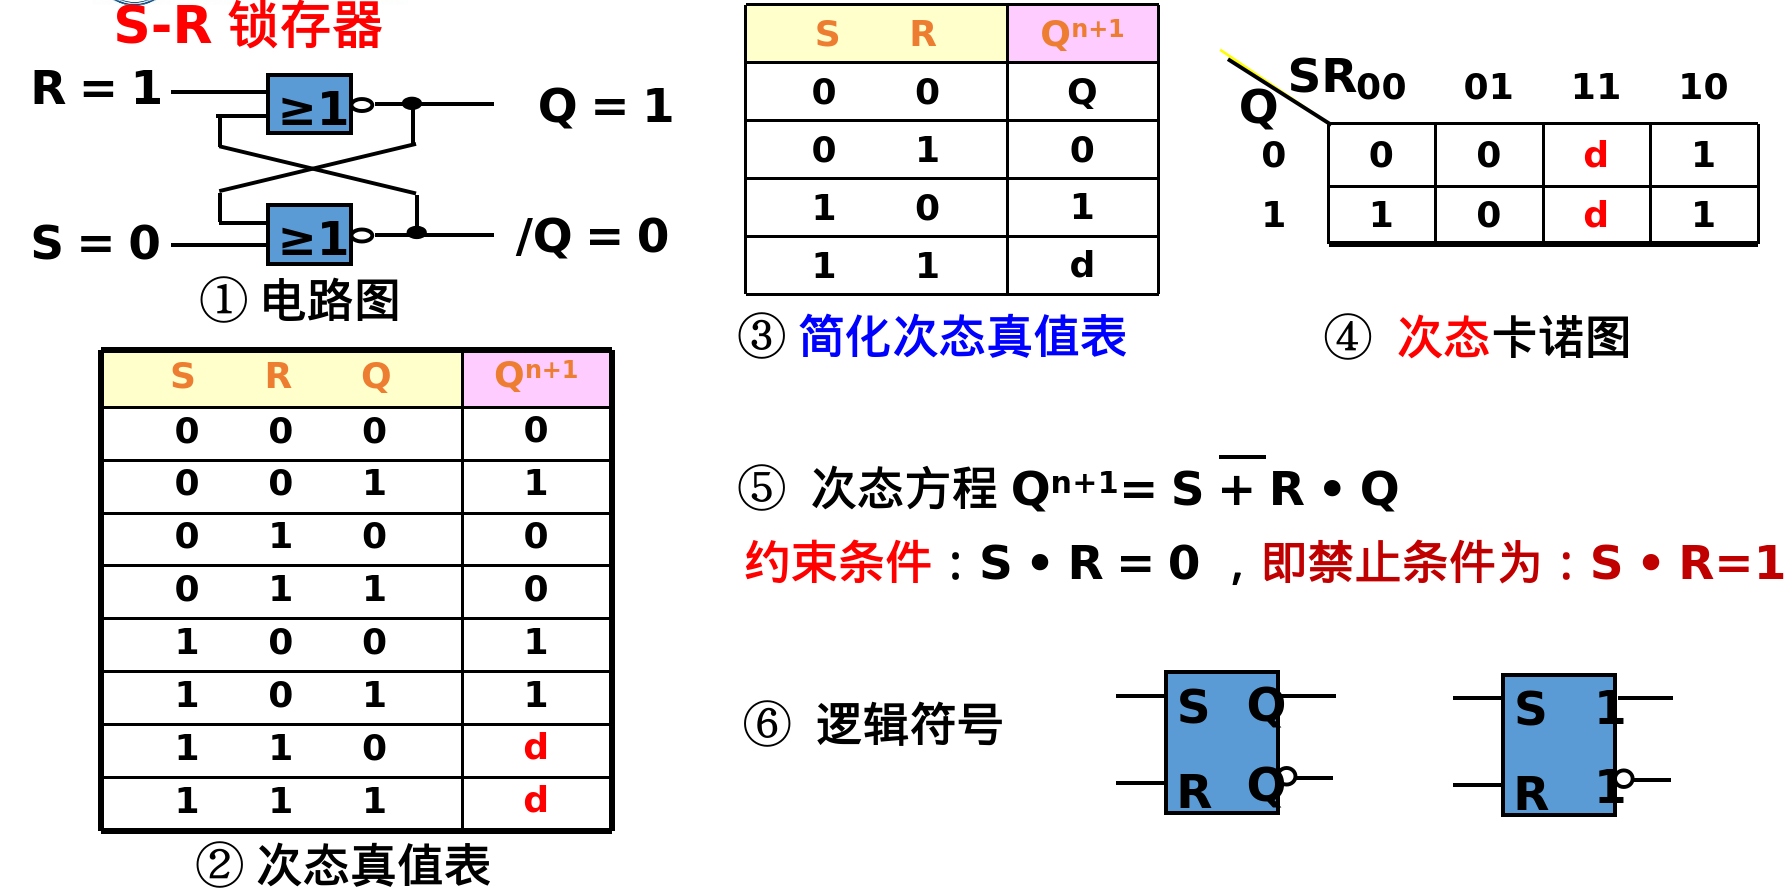 S-R 锁存器
R = 1
≥1
Q = 1
S = 0
≥1
/Q = 0
① 电路图
S R Q Qn+1
0 0 0 0
0 0 1 1
0 1 0 0
0 1 1 0
1 0 0 1
1 0 1 1
1 1 0 d
1 1 1 d
② 次态真值表
S R Qn+1
0 0 Q
0 1 0
1 0 1
1 1 d
③ 简化次态真值表
SR 00 01 11 10
Q
0 0 0 d 1
1 1 0 d 1
④ 次态卡诺图
⑤ 次态方程 Qn+1= S + R • Q
约束条件：S • R = 0 ，即禁止条件为：S • R=1
⑥ 逻辑符号
S Q
R Q
S 1
R 1